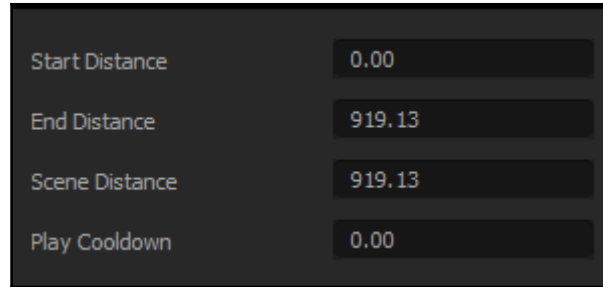 Start Distance 0.00
End Distance 919.13
Scene Distance 919.13
Play Cooldown 0.00